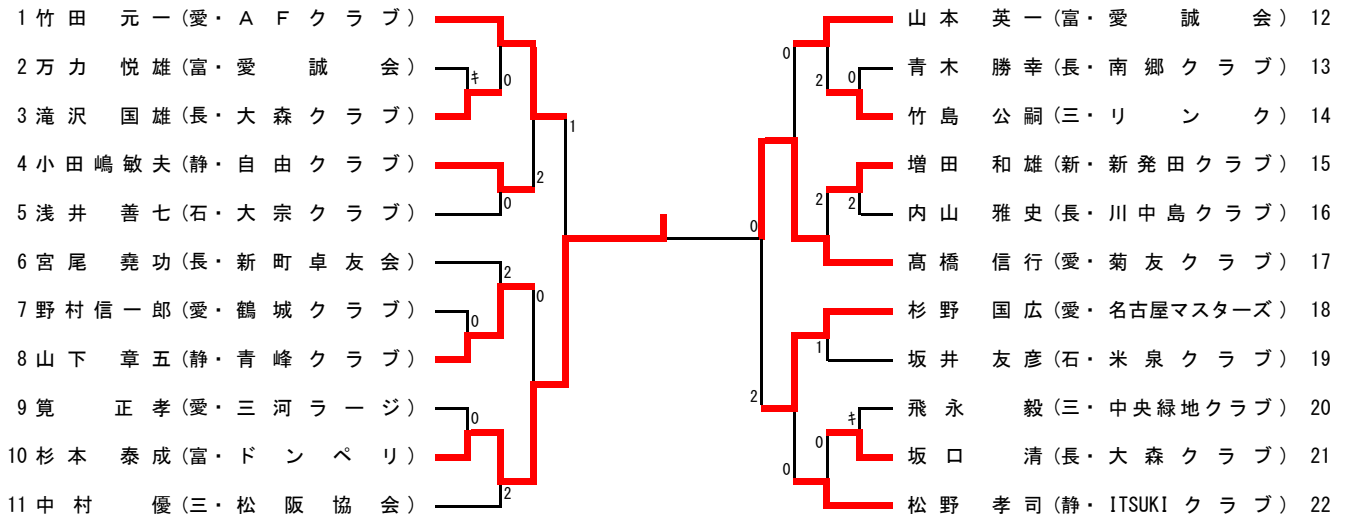 1 竹田 元一 (愛・AFクラブ)
2 万力 悦雄 (富・愛誠会)
3 滝沢 国雄 (長・大森クラブ)
4 小田嶋敏夫 (静・自由クラブ)
5 浅井 善七 (石・大宗クラブ)
6 宮尾 堯功 (長・新町卓友会)
7 野村信一郎 (愛・鶴城クラブ)
8 山下 章五 (静・青峰クラブ)
9 筧 正孝 (愛・三河ラージ)
10 杉本 泰成 (富・ドンペリ)
11 中村 優 (三・松阪協会)
キ
0
1
2
0
2
0
0
0
2
山本 英一 (富・愛誠会) 12
青木 勝幸 (長・南郷クラブ) 13
竹島 公嗣 (三・リンク) 14
増田 和雄 (新・新発田クラブ) 15
内山 雅史 (長・川中島クラブ) 16
髙橋 信行 (愛・菊友クラブ) 17
杉野 国広 (愛・名古屋マスターズ) 18
坂井 友彦 (石・米泉クラブ) 19
飛永 毅 (三・中央緑地クラブ) 20
坂口 清 (長・大森クラブ) 21
松野 孝司 (静・ITSUKIクラブ) 22
0
2
0
2
2
0
1
2
キ
0
0